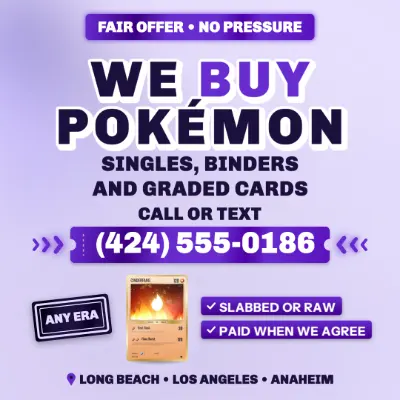 FAIR OFFER • NO PRESSURE
WE BUY
POKÉMON
SINGLES, BINDERS
AND GRADED CARDS
CALL OR TEXT
(424) 555-0186
ANY ERA
SLABBED OR RAW
PAID WHEN WE AGREE
LONG BEACH • LOS ANGELES • ANAHEIM